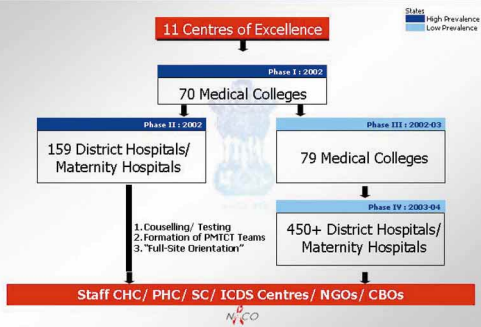 11 Centres of Excellence
States
High Prevalence
Low Prevalence
Phase I : 2002
70 Medical Colleges
Phase II : 2002
159 District Hospitals/
Maternity Hospitals
Phase III : 2002-03
79 Medical Colleges
Phase IV : 2003-04
450+ District Hospitals/
Maternity Hospitals
1. Couselling/ Testing
2. Formation of PMTCT Teams
3. "Full-Site Orientation"
Staff CHC/ PHC/ SC/ ICDS Centres/ NGOs/ CBOs